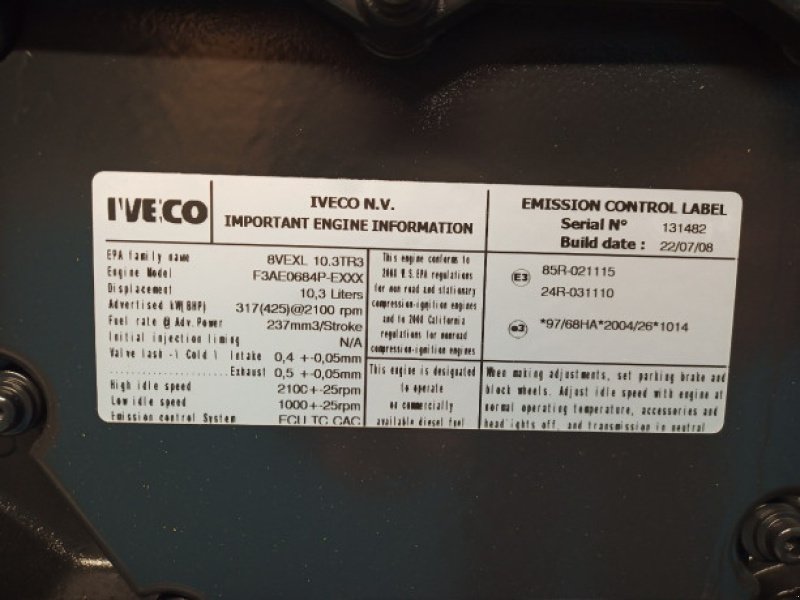 IVECO
IVECO N.V.
IMPORTANT ENGINE INFORMATION
EMISSION CONTROL LABEL
Serial N° 131482
Build date : 22/07/08
EPA family name 8VEXL 10.3TR3
Engine Model F3AE0684P-EXXX
Displacement 10,3 Liters
Advertised kW(BHP) 317(425)@2100 rpm
Fuel rate @ Adv.Power 237mm3/Stroke
Initial injection timing N/A
Valve lash -\ Cold \ Intake 0,4 +-0,05mm
Exhaust 0,5 +-0,05mm
High idle speed 2100+-25rpm
Low idle speed 1000+-25rpm
Emission control System ECU TC CAC
This engine conforms to
2008 U.S.EPA regulations
for non road and stationary
compression-ignition engines
and to 2008 California
regulations for nonroad
compression-ignition engines
This engine is designated
to operate
on commercially
available diesel fuel
E3 85R-021115
24R-031110
e3 *97/68HA*2004/26*1014
When making adjustments, set parking brake and
block wheels. Adjust idle speed with engine at
normal operating temperature, accessories and
headlights off, and transmission in neutral